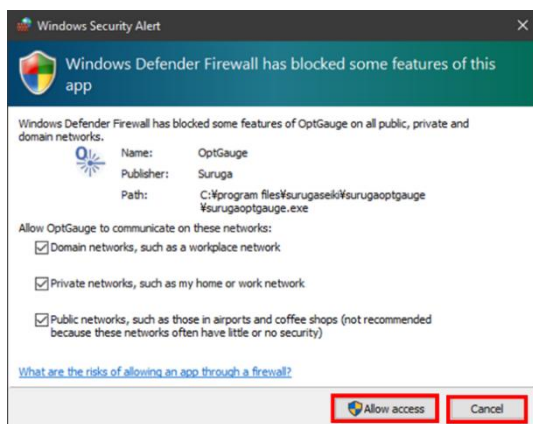 Windows Security Alert
Windows Defender Firewall has blocked some features of this
app
Windows Defender Firewall has blocked some features of OptGauge on all public, private and
domain networks.
Name: OptGauge
Publisher: Suruga
Path: C:¥program files¥surugaseiki¥surugaoptgauge
¥surugaoptgauge.exe
Allow OptGauge to communicate on these networks:
Domain networks, such as a workplace network
Private networks, such as my home or work network
Public networks, such as those in airports and coffee shops (not recommended
because these networks often have little or no security)
What are the risks of allowing an app through a firewall?
Allow access Cancel